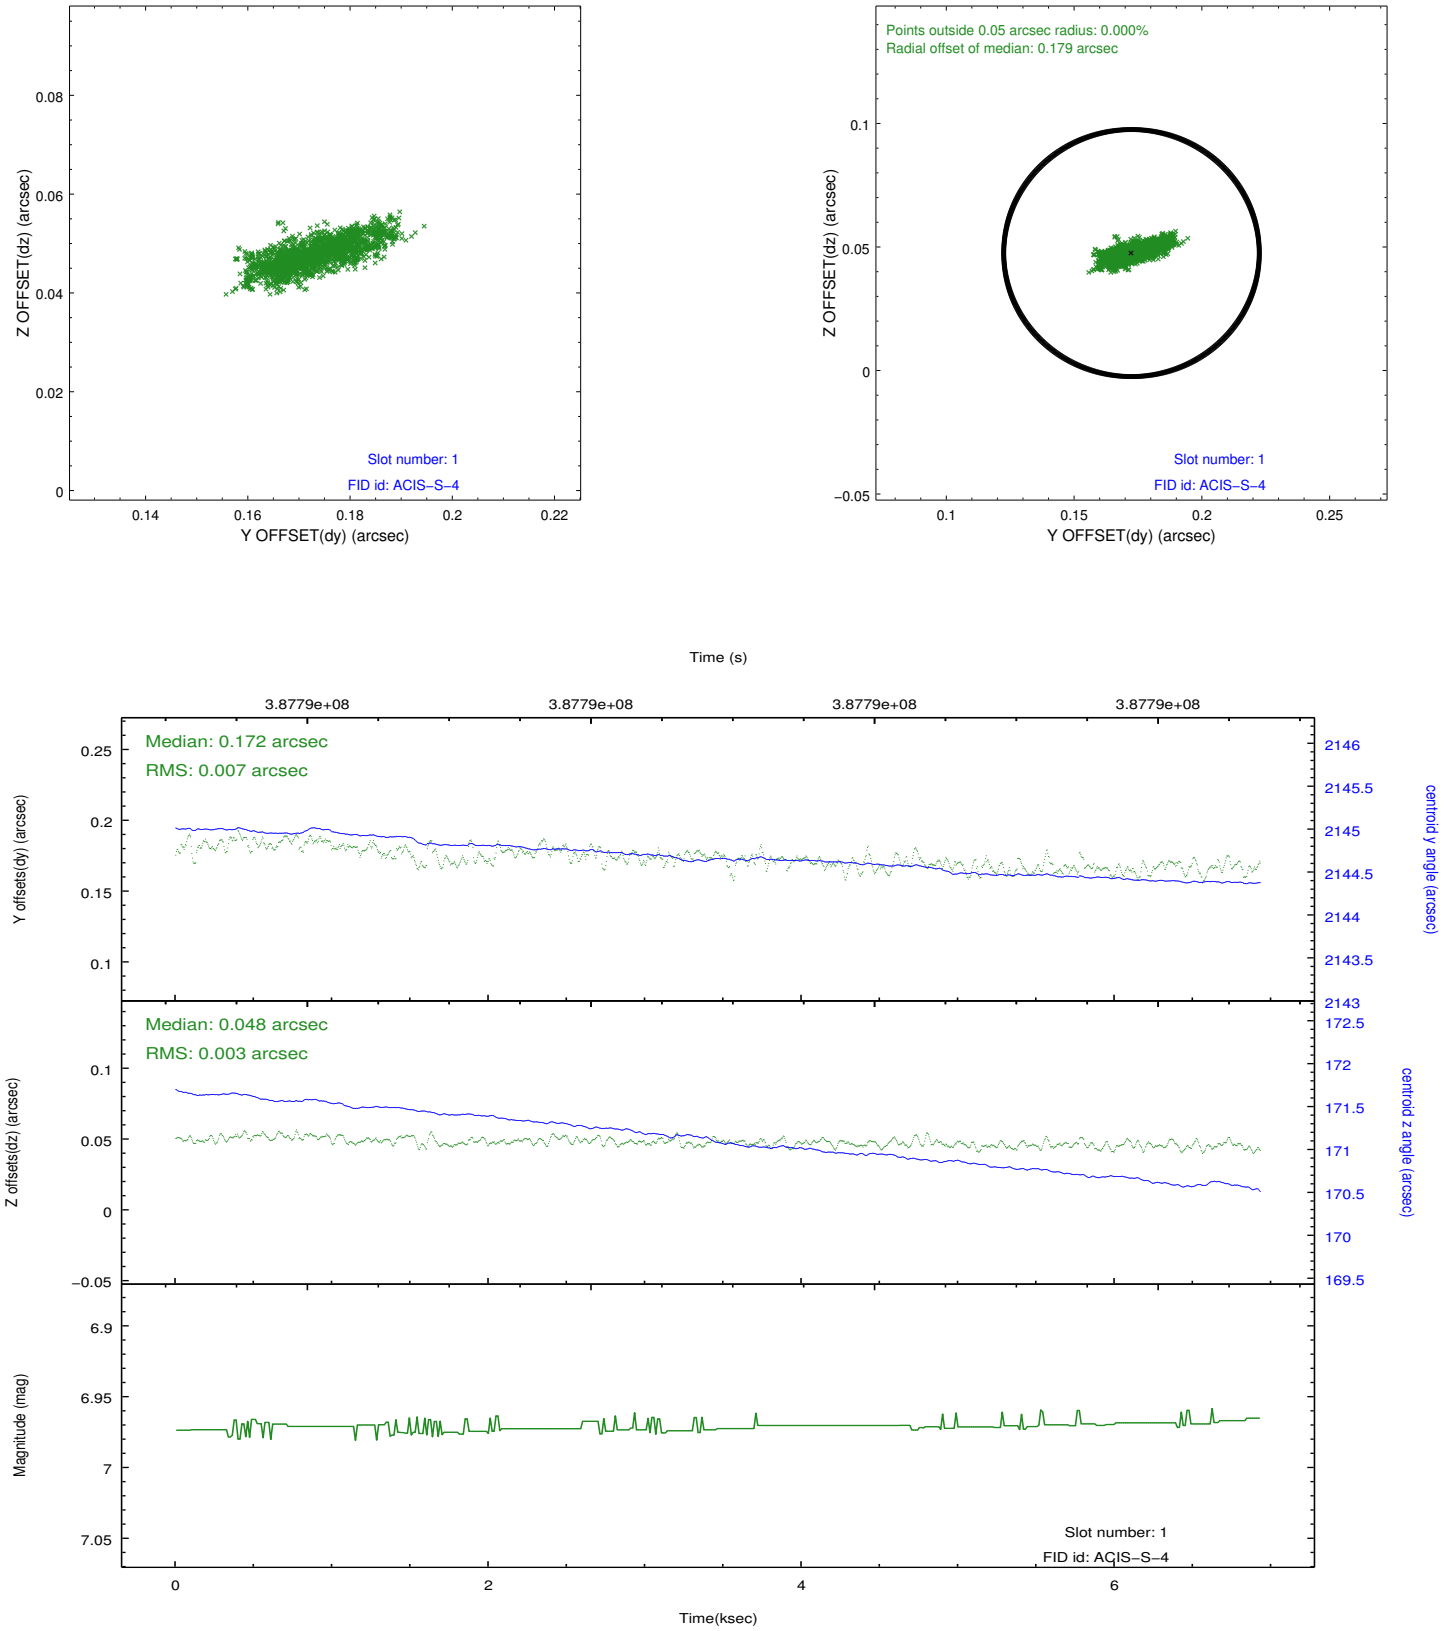 0.08
0.06
0.04
0.02
0
Z OFFSET(dz) (arcsec)
Slot number: 1
FID id: ACIS−S−4
0.14 0.16 0.18 0.2 0.22
Y OFFSET(dy) (arcsec)
Points outside 0.05 arcsec radius: 0.000%
Radial offset of median: 0.179 arcsec
0.1
0.05
0
−0.05
Z OFFSET(dz) (arcsec)
Slot number: 1
FID id: ACIS−S−4
0.1 0.15 0.2 0.25
Y OFFSET(dy) (arcsec)
Time (s)
3.8779e+08 3.8779e+08 3.8779e+08 3.8779e+08
Median: 0.172 arcsec
RMS: 0.007 arcsec
0.25
0.2
0.15
0.1
Y offsets(dy) (arcsec)
2146
2145.5
2145
2144.5
2144
2143.5
2143
centroid y angle (arcsec)
Median: 0.048 arcsec
RMS: 0.003 arcsec
0.1
0.05
0
−0.05
Z offsets(dz) (arcsec)
172.5
172
171.5
171
170.5
170
169.5
centroid z angle (arcsec)
6.9
6.95
7
7.05
Magnitude (mag)
Slot number: 1
FID id: ACIS−S−4
0 2 4 6
Time(ksec)